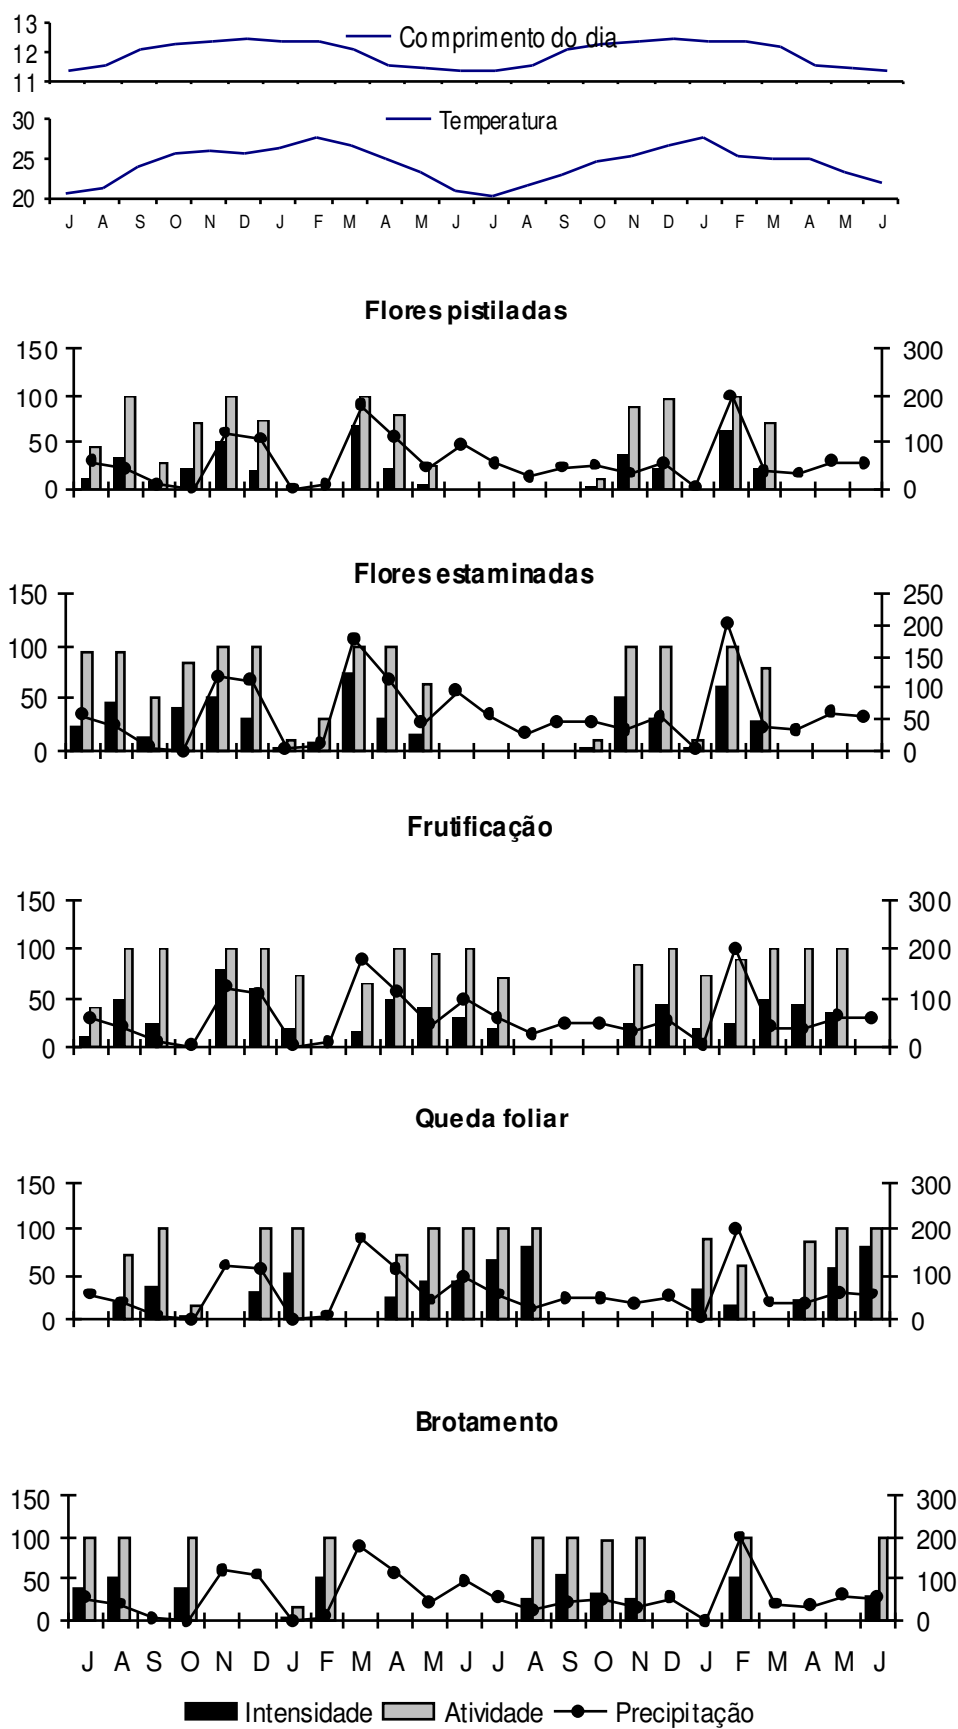 13
12
11
Comprimento do dia
30
25
20
Temperatura
J A S O N D J F M A M J J A S O N D J F M A M J
Flores pistiladas
150 300
100 200
50 100
0 0
Flores estaminadas
150 250
200
100 150
50 100
50
0 0
Frutificação
150 300
100 200
50 100
0 0
Queda foliar
150 300
100 200
50 100
0 0
Brotamento
150 300
100 200
50 100
0 0
J A S O N D J F M A M J J A S O N D J F M A M J
Intensidade Atividade Precipitação